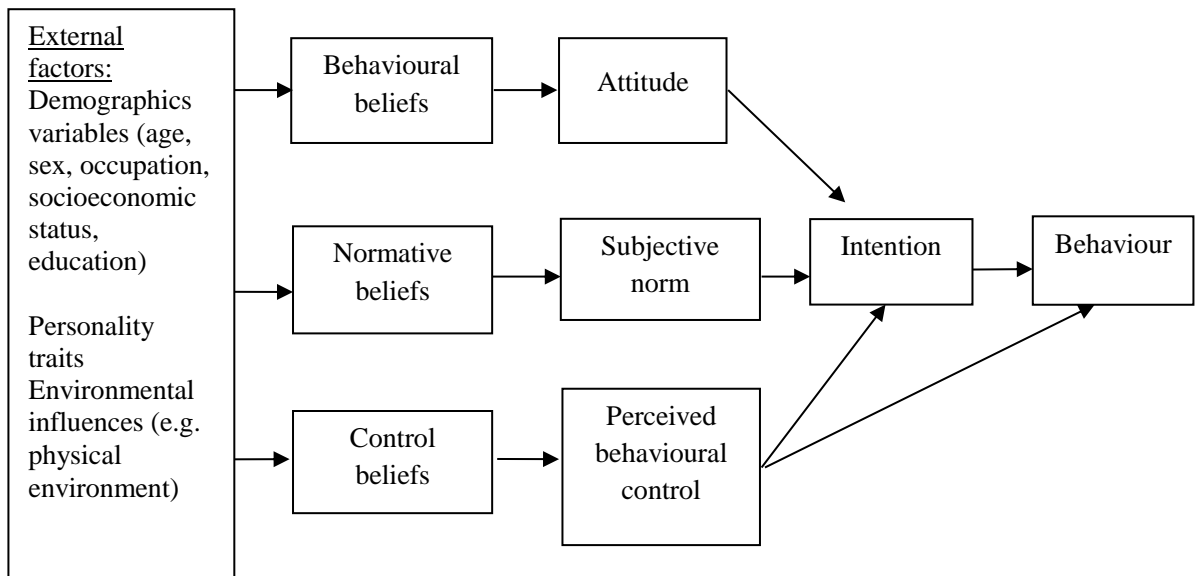 External
factors:
Demographics
variables (age,
sex, occupation,
socioeconomic
status,
education)
Personality
traits
Environmental
influences (e.g.
physical
environment)
Behavioural
beliefs
Attitude
Normative
beliefs
Subjective
norm
Intention
Behaviour
Control
beliefs
Perceived
behavioural
control